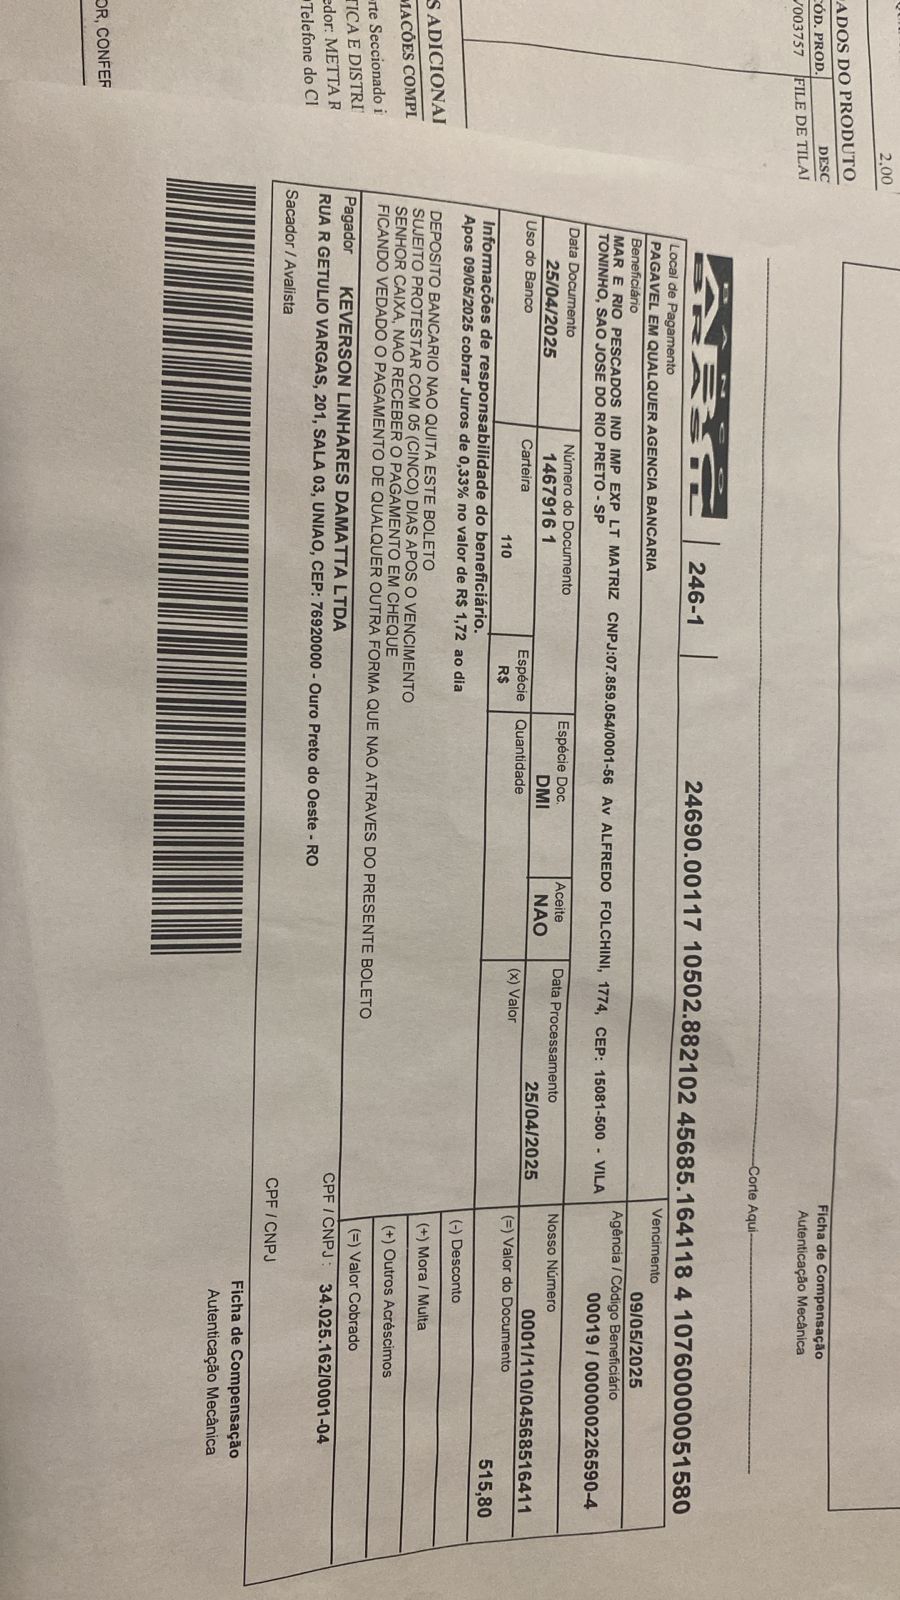 2,00
ADOS DO PRODUTO
ÓD. PROD. DESC
003757 FILE DE TILAI
S ADICIONAI
MACÕES COMPL
rte Seccionado i
TICA E DISTRI
edor: METTA R
Telefone do Cl
OR, CONFER
Ficha de Compensação
Autenticação Mecânica
Corte Aqui
BANCO
ABC
BRASIL
246-1
24690.00117 10502.882102 45685.164118 4 10760000051580
Local de Pagamento
PAGAVEL EM QUALQUER AGENCIA BANCARIA
Vencimento
09/05/2025
Beneficiário
MAR E RIO PESCADOS IND IMP EXP LT MATRIZ CNPJ:07.859.054/0001-56 Av ALFREDO FOLCHINI, 1774, CEP: 15081-500 - VILA
TONINHO, SAO JOSE DO RIO PRETO - SP
Agência / Código Beneficiário
00019 / 00000226590-4
Data Documento
25/04/2025
Número do Documento
1467916 1
Espécie Doc.
DMI
Aceite
NAO
Data Processamento
25/04/2025
Nosso Número
0001/110/04568516411
Uso do Banco
Carteira
110
Espécie
R$
Quantidade
(x) Valor
(=) Valor do Documento
515,80
Informações de responsabilidade do beneficiário.
Apos 09/05/2025 cobrar Juros de 0,33% no valor de R$ 1,72 ao dia
DEPOSITO BANCARIO NAO QUITA ESTE BOLETO
SUJEITO PROTESTAR COM 05 (CINCO) DIAS APOS O VENCIMENTO
SENHOR CAIXA, NAO RECEBER O PAGAMENTO EM CHEQUE
FICANDO VEDADO O PAGAMENTO DE QUALQUER OUTRA FORMA QUE NAO ATRAVES DO PRESENTE BOLETO
(-) Desconto
(+) Mora / Multa
(+) Outros Acréscimos
(=) Valor Cobrado
Pagador KEVERSON LINHARES DAMATTA LTDA
CPF / CNPJ : 34.025.162/0001-04
RUA R GETULIO VARGAS, 201, SALA 03, UNIAO, CEP: 76920000 - Ouro Preto do Oeste - RO
Sacador / Avalista
CPF / CNPJ
Ficha de Compensação
Autenticação Mecânica